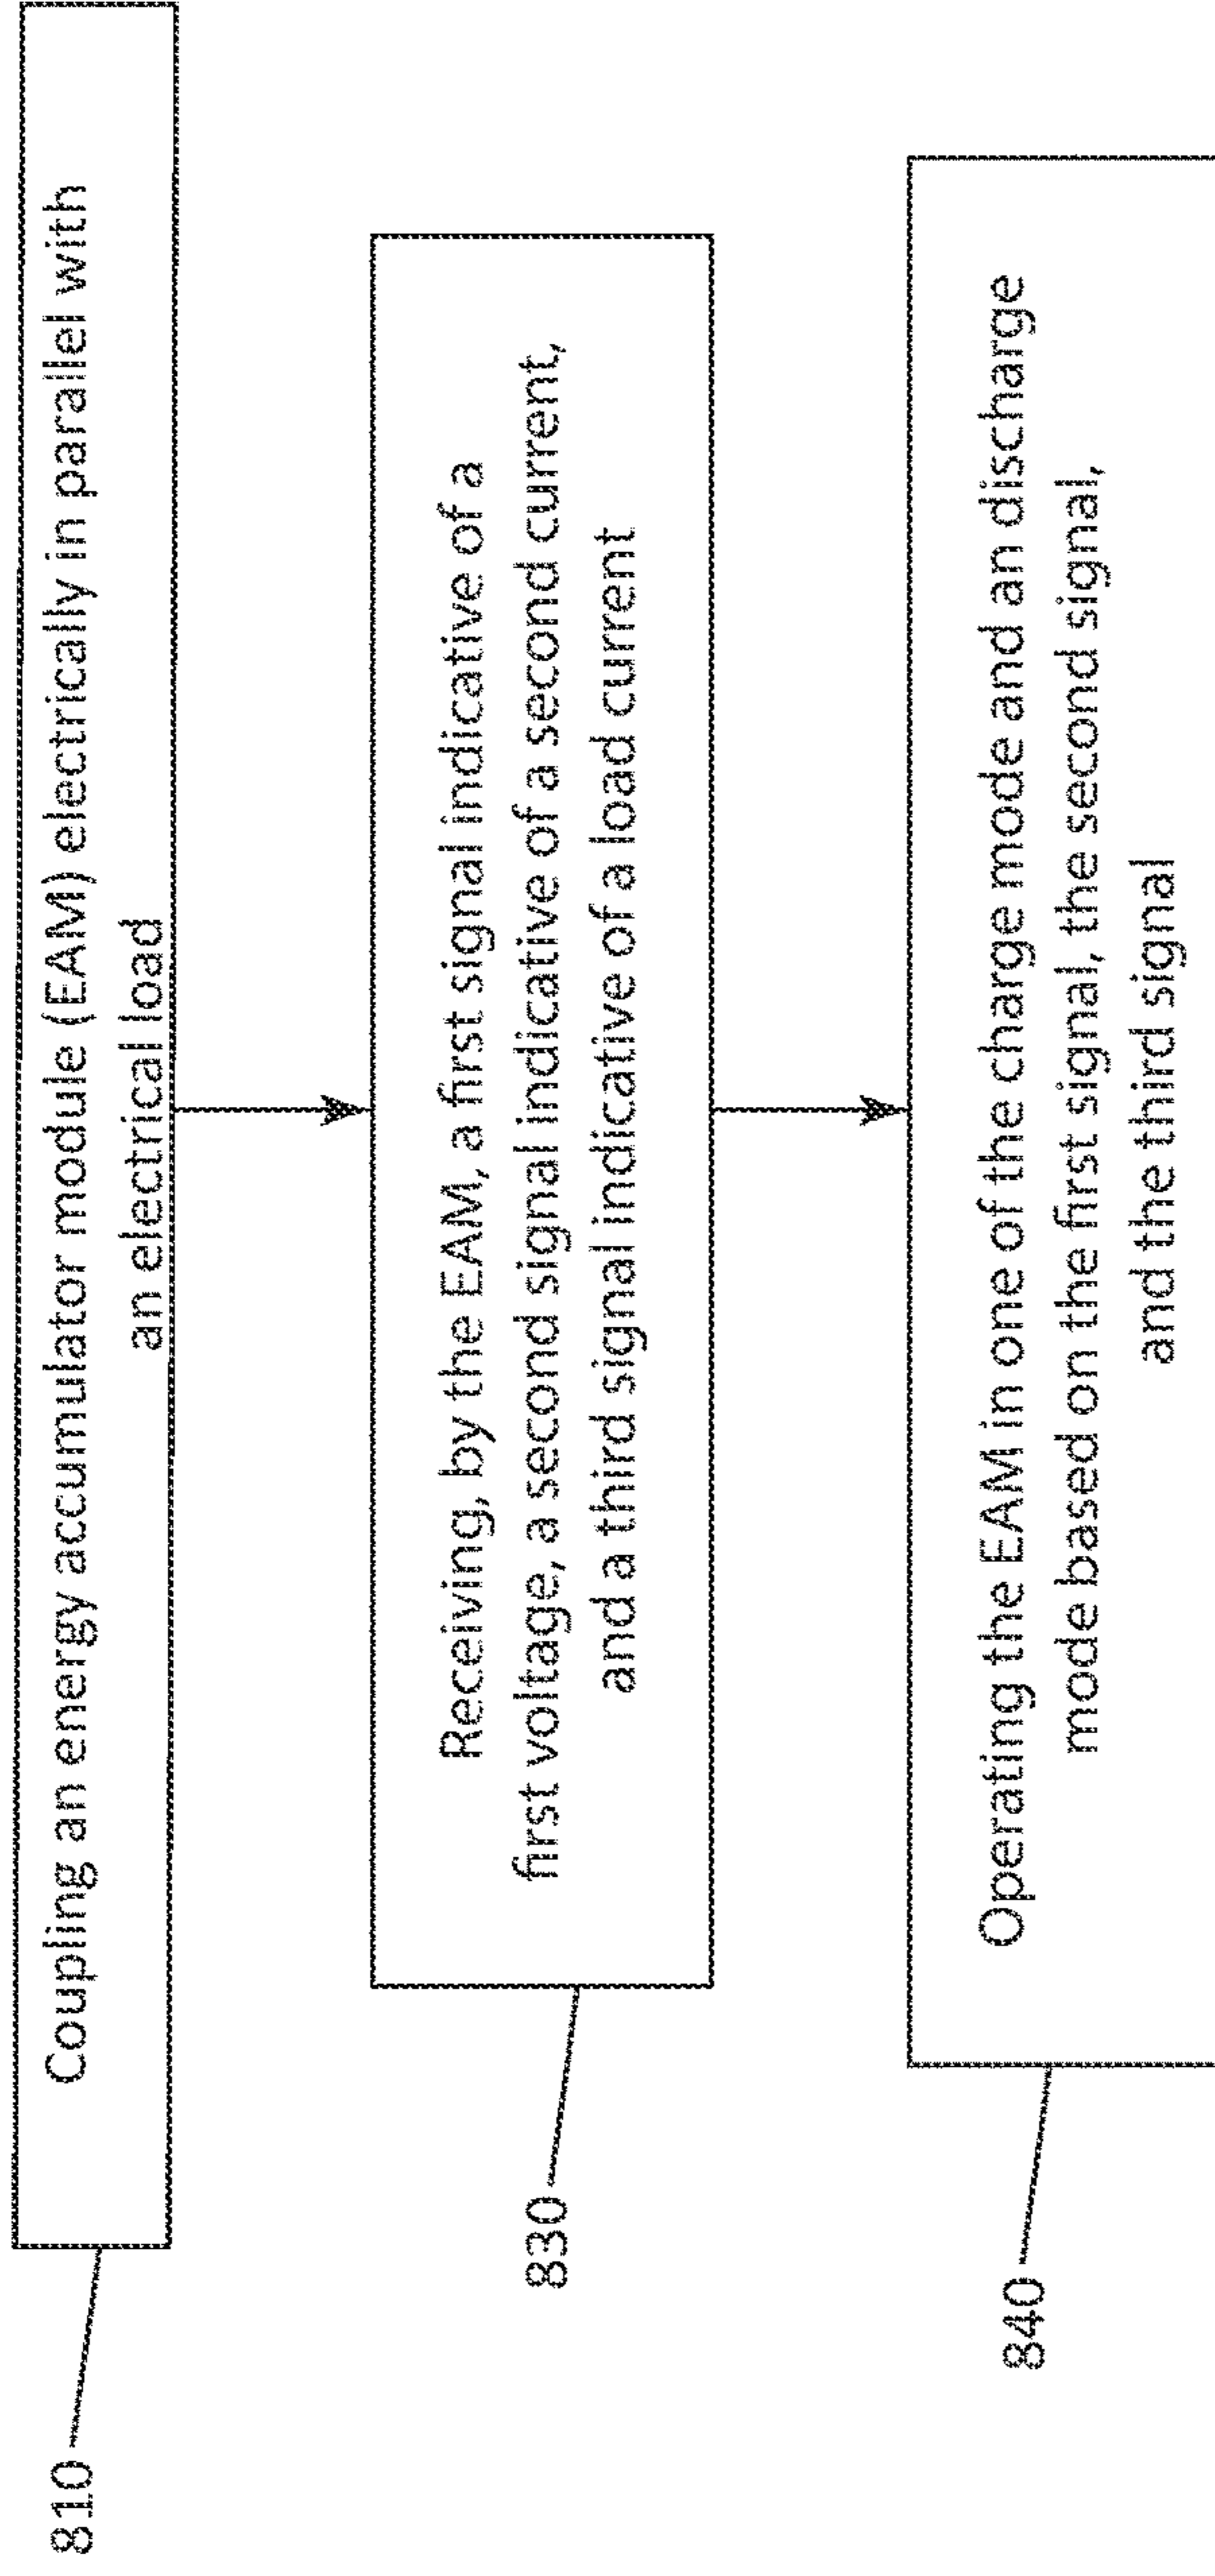 810
Coupling an energy accumulator module (EAM) electrically in parallel with
an electrical load
830
Receiving, by the EAM, a first signal indicative of a
first voltage, a second signal indicative of a second current,
and a third signal indicative of a load current
840
Operating the EAM in one of the charge mode and an discharge
mode based on the first signal, the second signal,
and the third signal